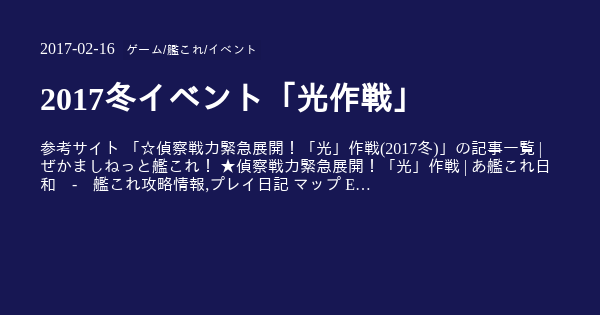 2017-02-16 ゲーム/艦これ/イベント
2017冬イベント「光作戦」
参考サイト 「☆偵察戦力緊急展開！「光」作戦(2017冬)」の記事一覧 |
ぜかましねっと艦これ！ ★偵察戦力緊急展開！「光」作戦 | あ艦これ日
和　-　艦これ攻略情報,プレイ日記 マップ E…